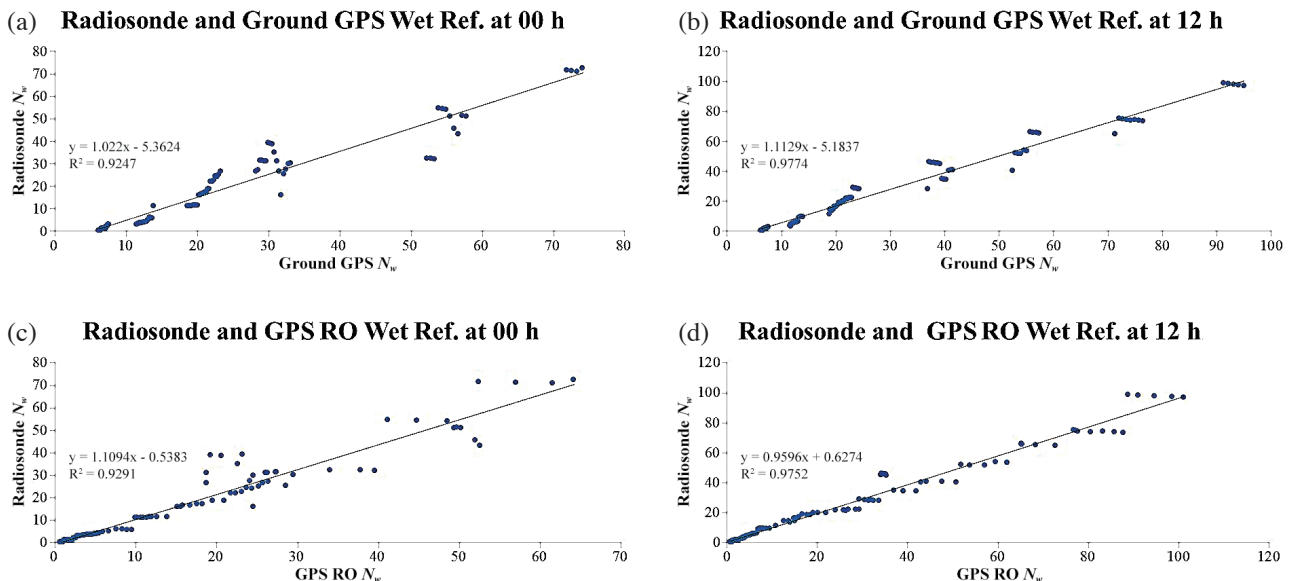 (a) Radiosonde and Ground GPS Wet Ref. at 00 h
80
70
60
50
40
30
20
10
0
Radiosonde Nw
y = 1.022x - 5.3624
R² = 0.9247
0 10 20 30 40 50 60 70 80
Ground GPS Nw
(b) Radiosonde and Ground GPS Wet Ref. at 12 h
120
100
80
60
40
20
0
Radiosonde Nw
y = 1.1129x - 5.1837
R² = 0.9774
0 10 20 30 40 50 60 70 80 90 100
Ground GPS Nw
(c) Radiosonde and GPS RO Wet Ref. at 00 h
80
70
60
50
40
30
20
10
0
Radiosonde Nw
y = 1.1094x - 0.5383
R² = 0.9291
0 10 20 30 40 50 60 70
GPS RO Nw
(d) Radiosonde and GPS RO Wet Ref. at 12 h
120
100
80
60
40
20
0
Radiosonde Nw
y = 0.9596x + 0.6274
R² = 0.9752
0 20 40 60 80 100 120
GPS RO Nw